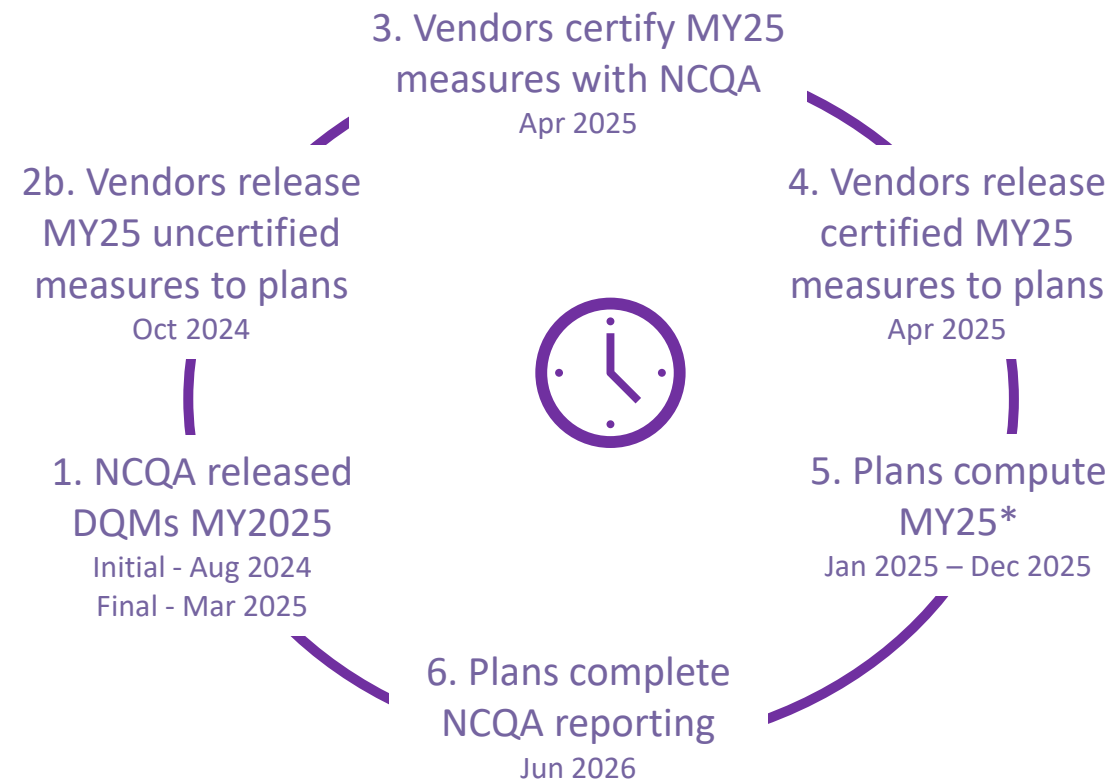 3. Vendors certify MY25
measures with NCQA
Apr 2025
2b. Vendors release
MY25 uncertified
measures to plans
Oct 2024
4. Vendors release
certified MY25
measures to plans
Apr 2025
1. NCQA released
DQMs MY2025
Initial - Aug 2024
Final - Mar 2025
5. Plans compute
MY25*
Jan 2025 – Dec 2025
6. Plans complete
NCQA reporting
Jun 2026